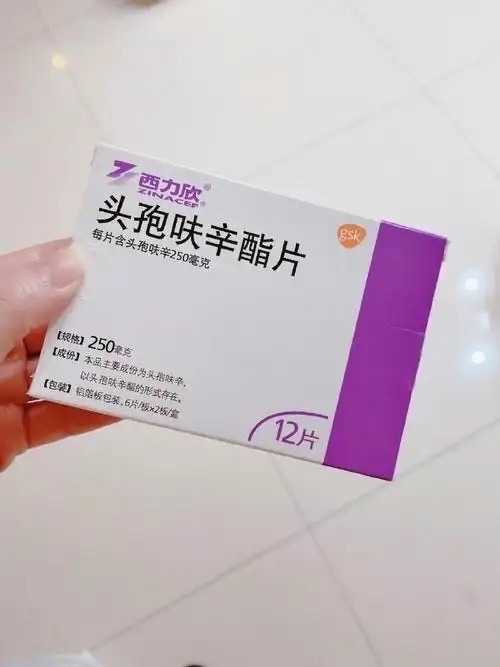 西力欣®
ZINACEF®
头孢呋辛酯片
gsk
每片含头孢呋辛250毫克
【规格】250毫克
【成份】本品主要成份为头孢呋辛,
以头孢呋辛酯的形式存在。
【包装】铝箔板包装,6片/板x2板/盒
12片